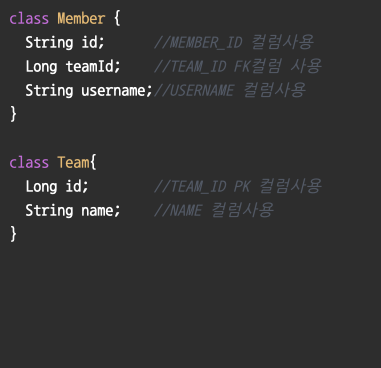 class Member {
  String id;      //MEMBER_ID 컬럼사용
  Long teamId;    //TEAM_ID FK컬럼 사용
  String username;//USERNAME 컬럼사용
}

class Team{
  Long id;        //TEAM_ID PK 컬럼사용
  String name;    //NAME 컬럼사용
}